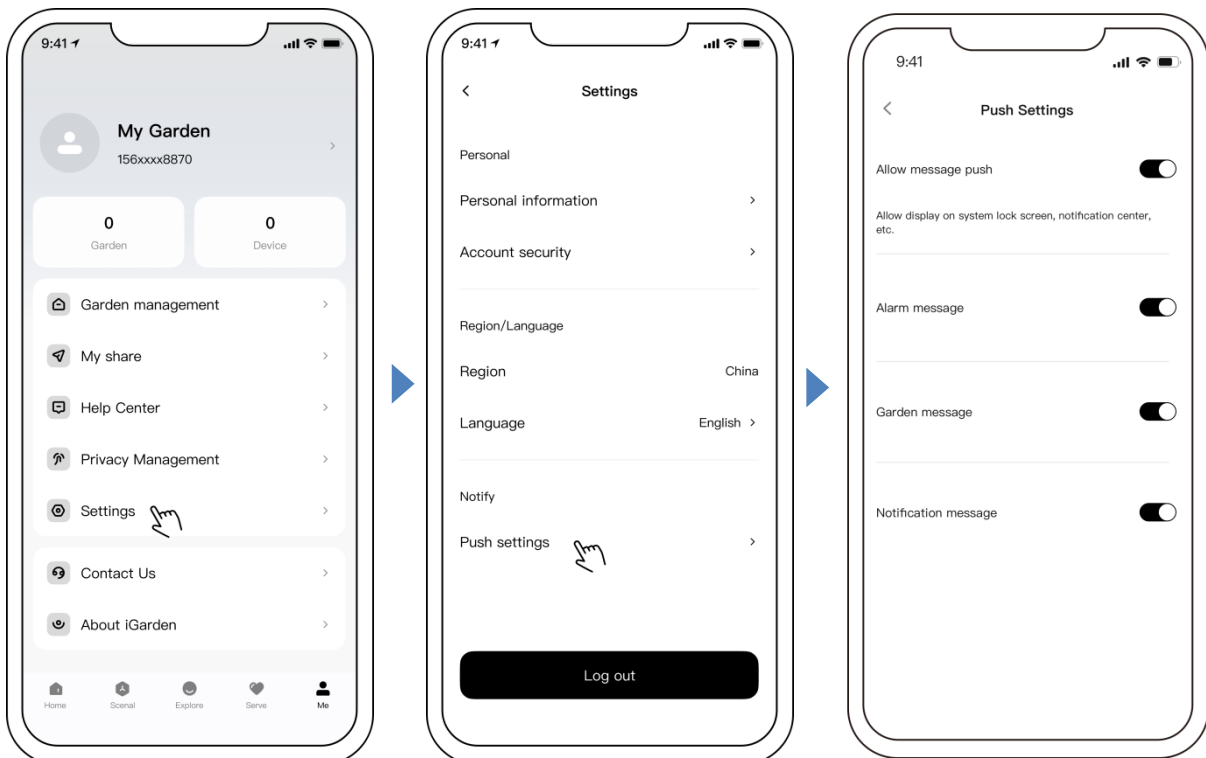 9:41
My Garden
156xxxx8870
0
Garden
0
Device
Garden management
My share
Help Center
Privacy Management
Settings
Contact Us
About iGarden
Home
Scenal
Explore
Serve
Me
9:41
Settings
Personal
Personal information
Account security
Region/Language
Region China
Language English
Notify
Push settings
Log out
9:41
Push Settings
Allow message push
Allow display on system lock screen, notification center,
etc.
Alarm message
Garden message
Notification message